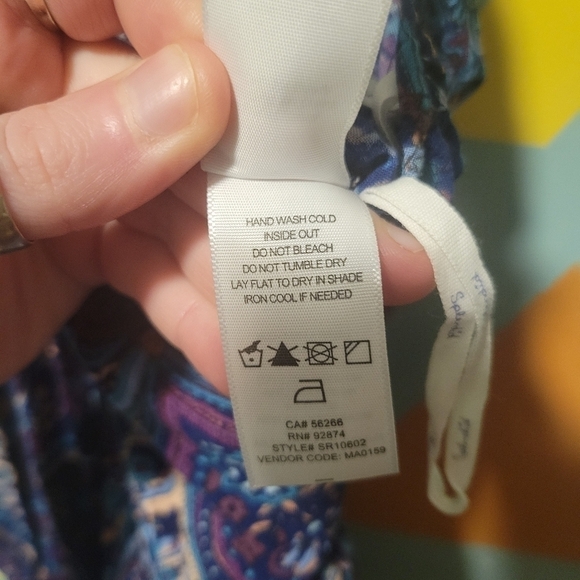 HAND WASH COLD
INSIDE OUT
DO NOT BLEACH
DO NOT TUMBLE DRY
LAY FLAT TO DRY IN SHADE
IRON COOL IF NEEDED
CA# 56266
RN# 92874
STYLE# SR10602
VENDOR CODE: MA0159